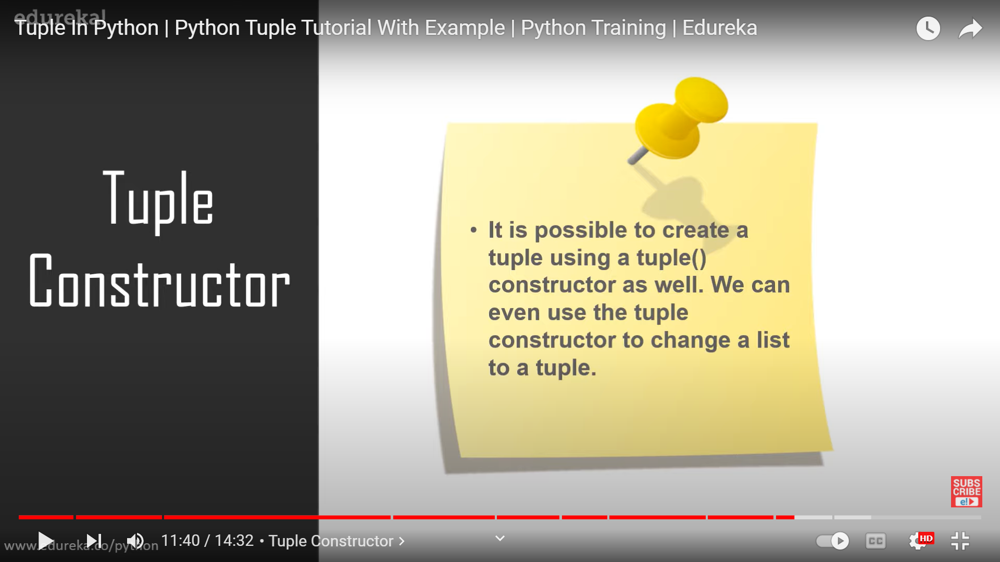 edureka!
Tuple In Python | Python Tuple Tutorial With Example | Python Training | Edureka
Tuple
Constructor
• It is possible to create a
tuple using a tuple()
constructor as well. We can
even use the tuple
constructor to change a list
to a tuple.
SUBS
CRIBE
e!
11:40 / 14:32 • Tuple Constructor >
CC
HD
www.edureka.co/python